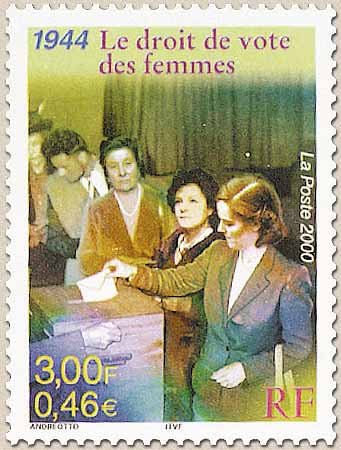 1944 Le droit de vote
des femmes
La Poste 2000
3,00F
0,46€
RF
ANDREOTTO
ITVF